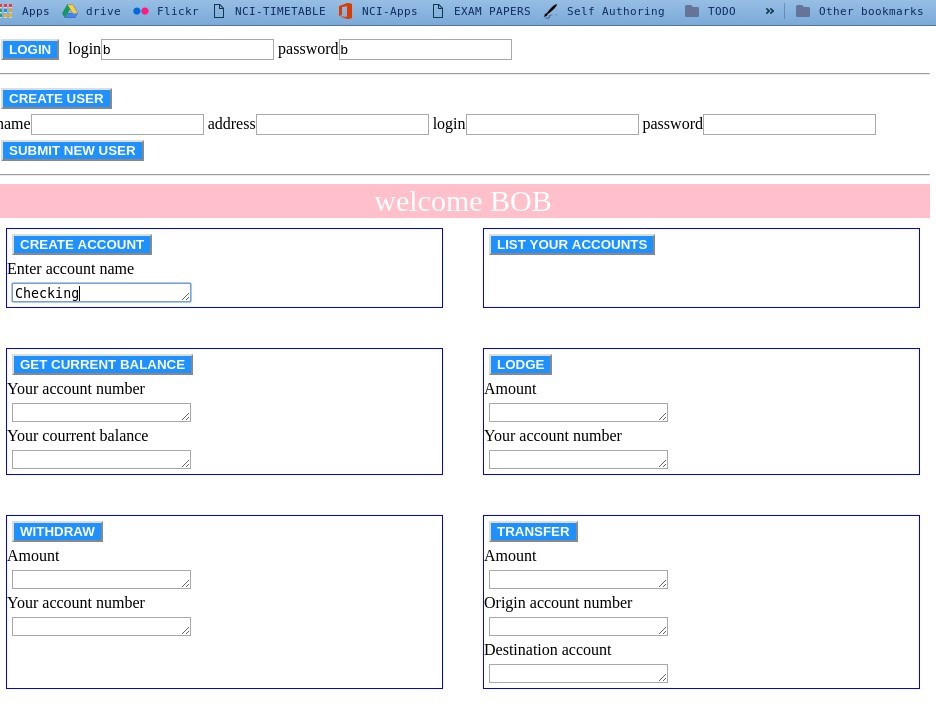 Apps drive Flickr NCI-TIMETABLE NCI-Apps EXAM PAPERS Self Authoring TODO » Other bookmarks
LOGIN login b password b
CREATE USER
name address login password
SUBMIT NEW USER
welcome BOB
CREATE ACCOUNT
Enter account name
Checking
LIST YOUR ACCOUNTS
GET CURRENT BALANCE
Your account number
Your courrent balance
LODGE
Amount
Your account number
WITHDRAW
Amount
Your account number
TRANSFER
Amount
Origin account number
Destination account